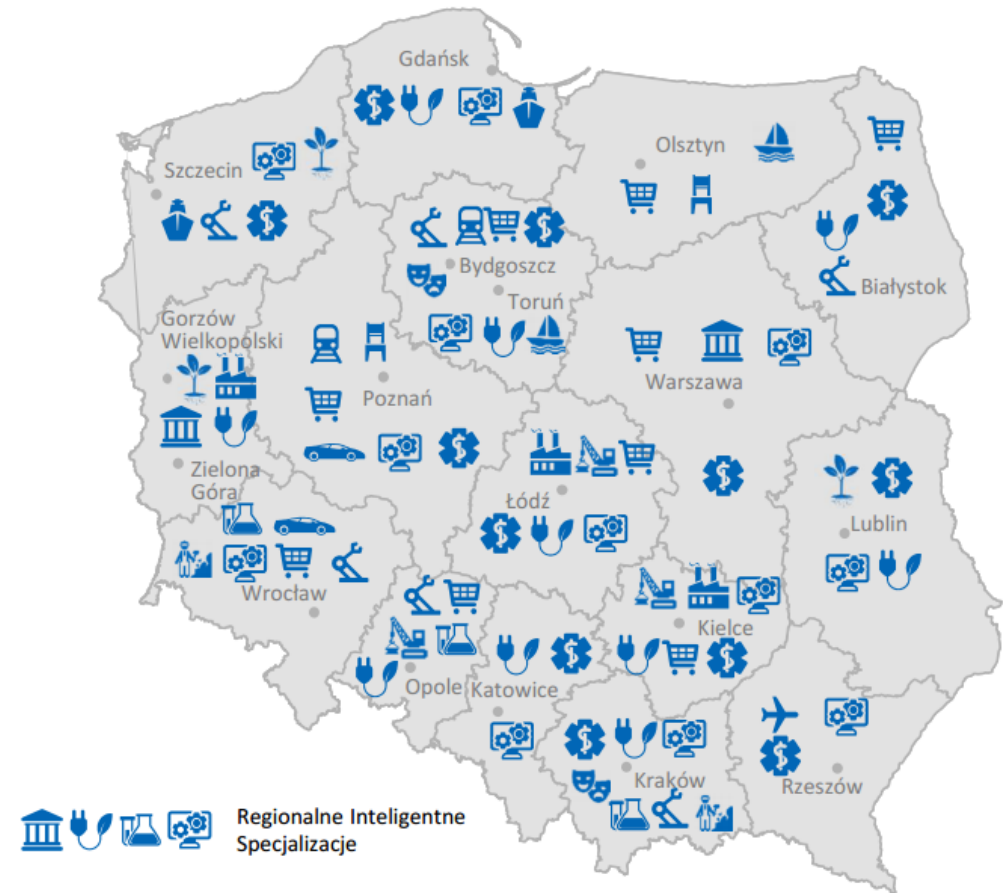 Gdańsk
Olsztyn
Szczecin
Bydgoszcz
Toruń
Białystok
Gorzów
Wielkopolski
Poznań
Warszawa
Zielona
Góra
Łódź
Lublin
Wrocław
Kielce
Opole
Katowice
Kraków
Rzeszów
Regionalne Inteligentne
Specjalizacje